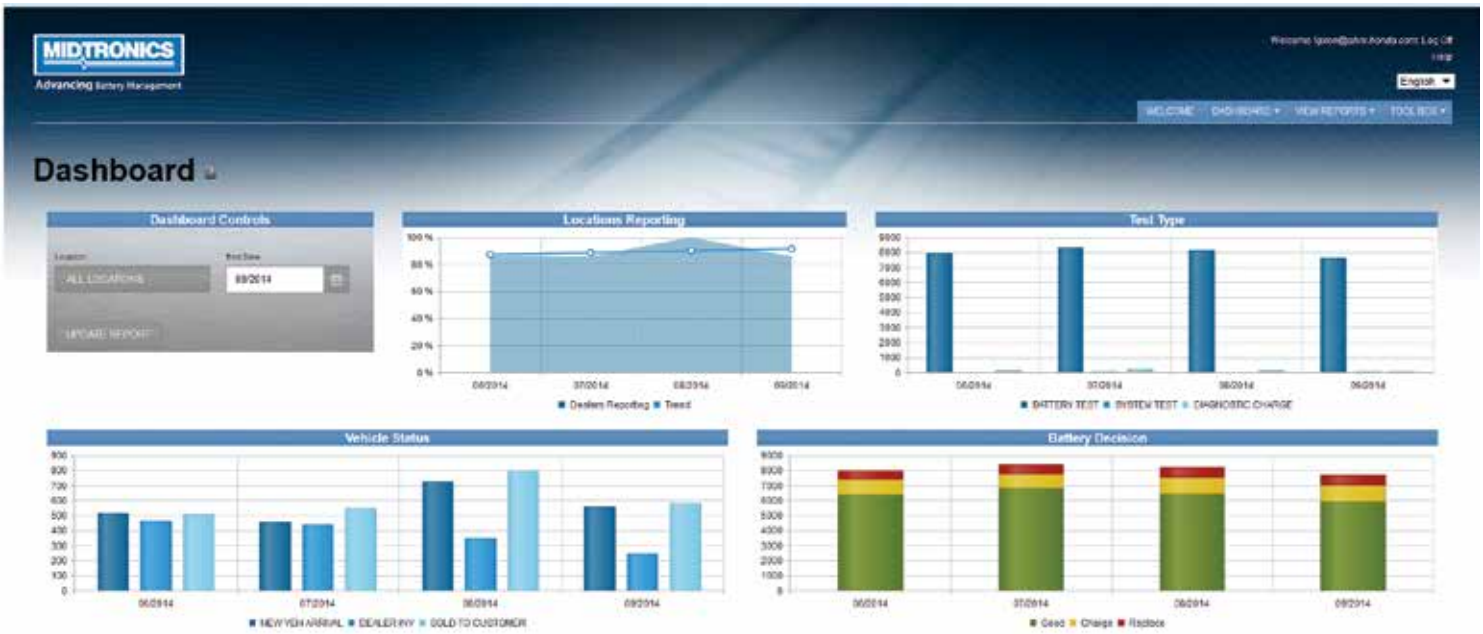 MIDTRONICS
Advancing Battery Management
English
WELCOME DASHBOARD VIEW REPORTS TOOL BOX
Dashboard
Dashboard Controls
Location
End Date
ALL LOCATIONS
09/2014
UPDATE REPORT
Locations Reporting
100 %
80 %
60 %
40 %
20 %
0 %
06/2014 07/2014 08/2014 09/2014
Dealers Reporting Trend
Test Type
9000
8000
7000
6000
5000
4000
3000
2000
1000
0
06/2014 07/2014 08/2014 09/2014
BATTERY TEST SYSTEM TEST DIAGNOSTIC CHARGE
Vehicle Status
900
800
700
600
500
400
300
200
100
0
06/2014 07/2014 08/2014 09/2014
NEW VEH ARRIVAL DEALER INV SOLD TO CUSTOMER
Battery Decision
9000
8000
7000
6000
5000
4000
3000
2000
1000
0
06/2014 07/2014 08/2014 09/2014
Good Charge Replace